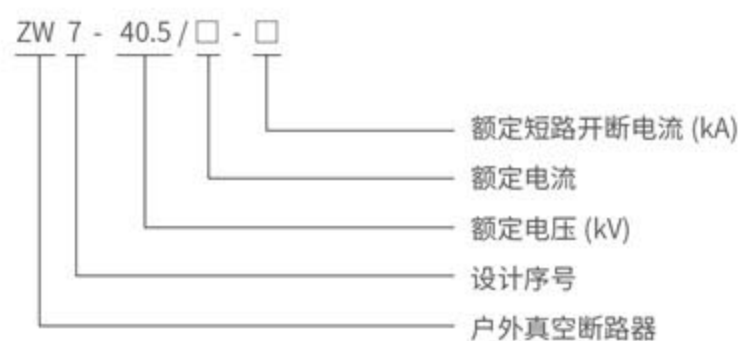 ZW 7 - 40.5 / □ - □
额定短路开断电流 (kA)
额定电流
额定电压 (kV)
设计序号
户外真空断路器